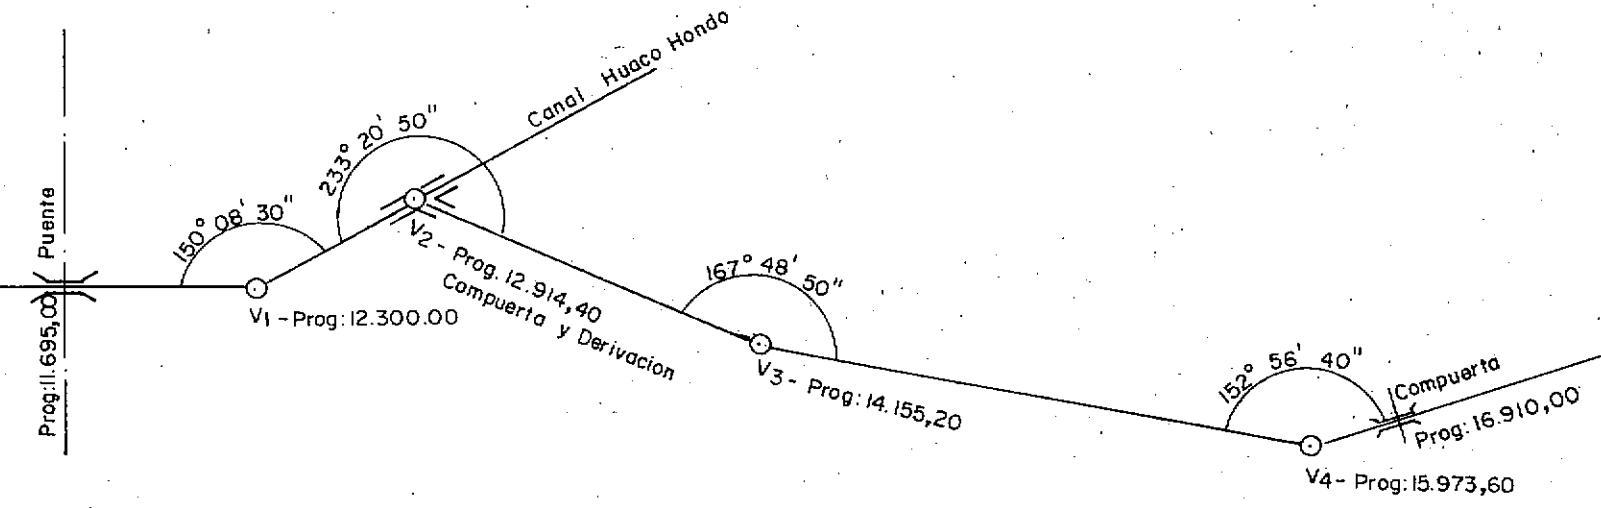 Puente
Prog:11.695,00
150° 08' 30"
V1 - Prog: 12.300.00
233° 20' 50"
Canal Huaco Hondo
V2 - Prog. 12.914,40
Compuerta y Derivacion
167° 48' 50"
V3 - Prog: 14.155,20
152° 56' 40"
Compuerta
Prog: 16.910,00
V4 - Prog: 15.973,60